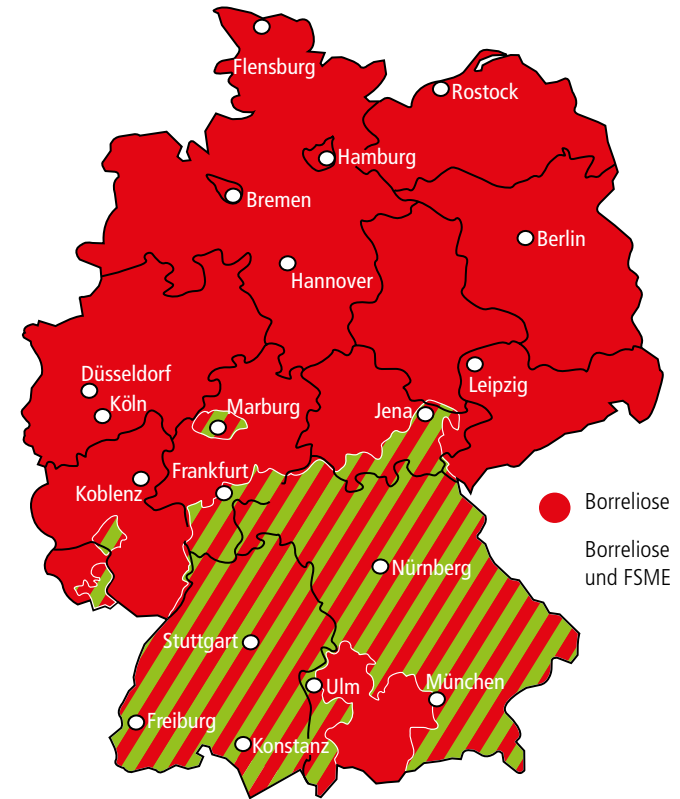 Flensburg
Rostock
Hamburg
Bremen
Berlin
Hannover
Düsseldorf
Leipzig
Köln
Marburg
Jena
Frankfurt
Koblenz
Borreliose
Borreliose
und FSME
Nürnberg
Stuttgart
Ulm
München
Freiburg
Konstanz